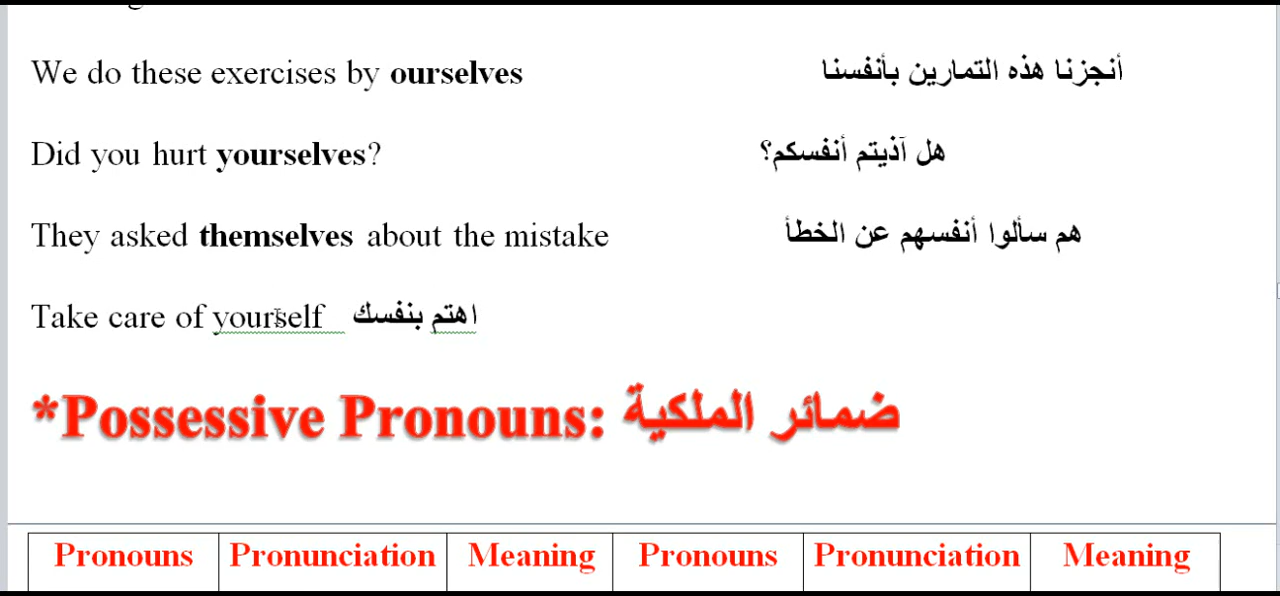 We do these exercises by ourselves أنجزنا هذه التمارين بأنفسنا
Did you hurt yourselves? هل آذيتم أنفسكم؟
They asked themselves about the mistake هم سألوا أنفسهم عن الخطأ
Take care of yourself اهتم بنفسك
*Possessive Pronouns: ضمائر الملكية
Pronouns Pronunciation Meaning Pronouns Pronunciation Meaning